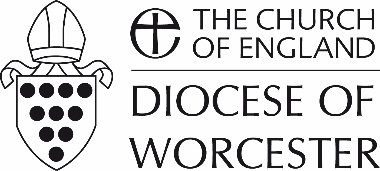 THE CHURCH
OF ENGLAND
DIOCESE OF
WORCESTER